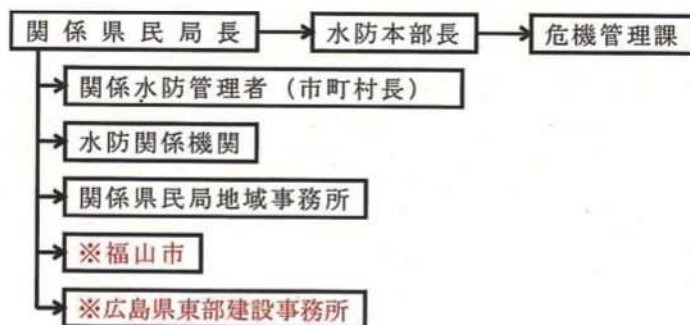 関係県民局長
水防本部長
危機管理課
関係水防管理者（市町村長）
水防関係機関
関係県民局地域事務所
※福山市
※広島県東部建設事務所